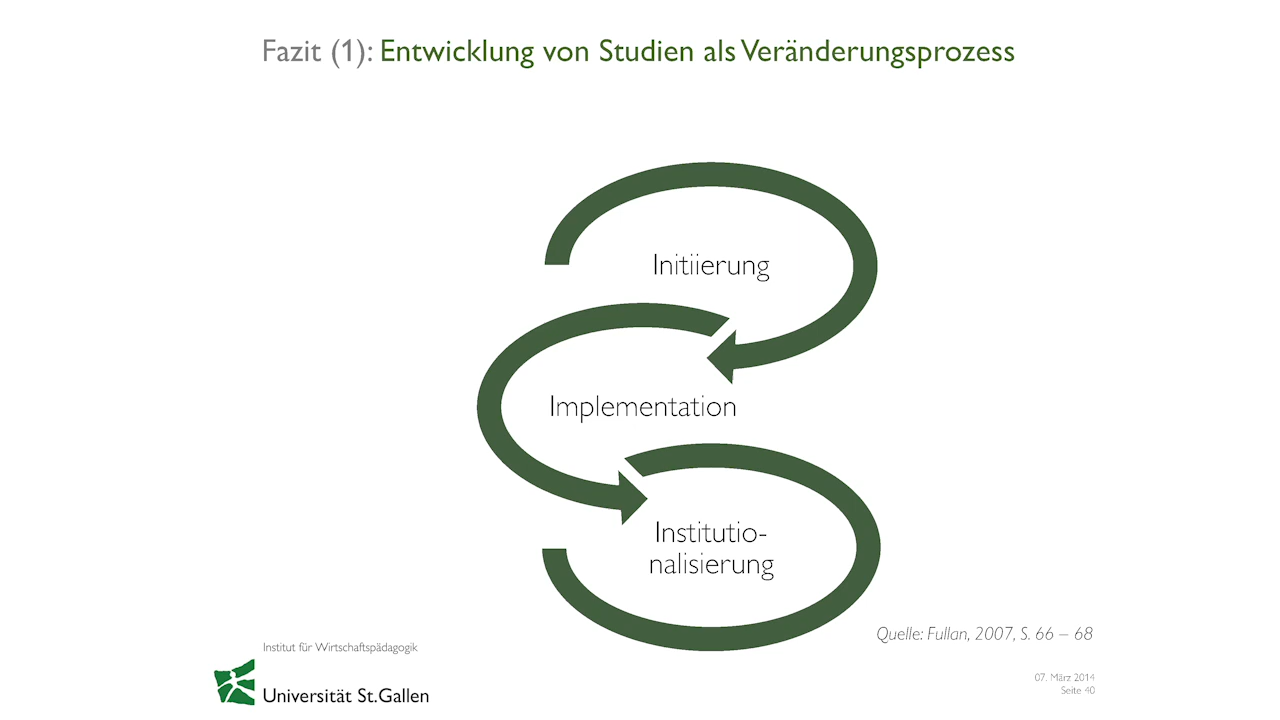 Fazit (1): Entwicklung von Studien als Veränderungsprozess
Initiierung
Implementation
Institutio-
nalisierung
Quelle: Fullan, 2007, S. 66 – 68
Institut für Wirtschaftspädagogik
Universität St.Gallen
07. März 2014
Seite 40